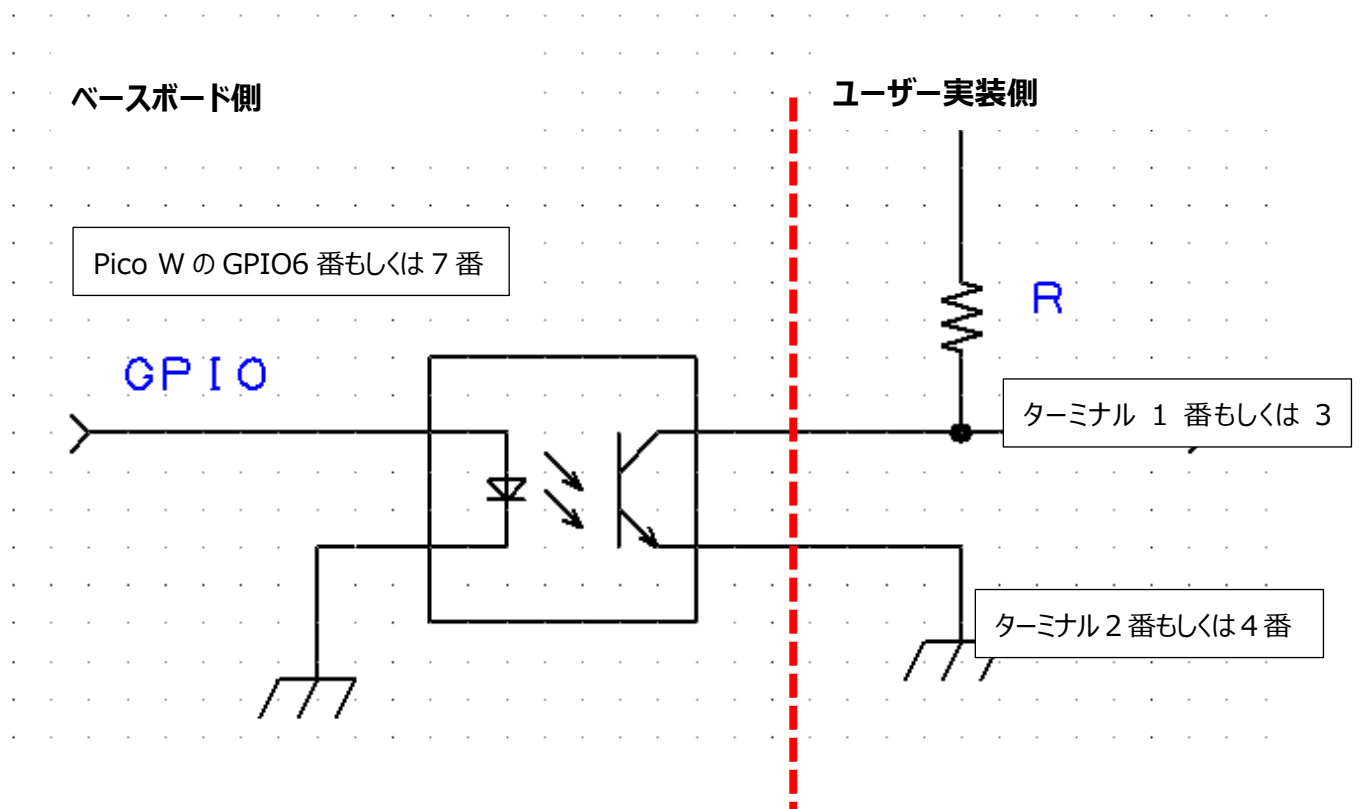 ベースボード側
ユーザー実装側
Pico W の GPIO6 番もしくは 7 番
R
GPIO
ターミナル 1 番もしくは 3
ターミナル 2 番もしくは 4 番